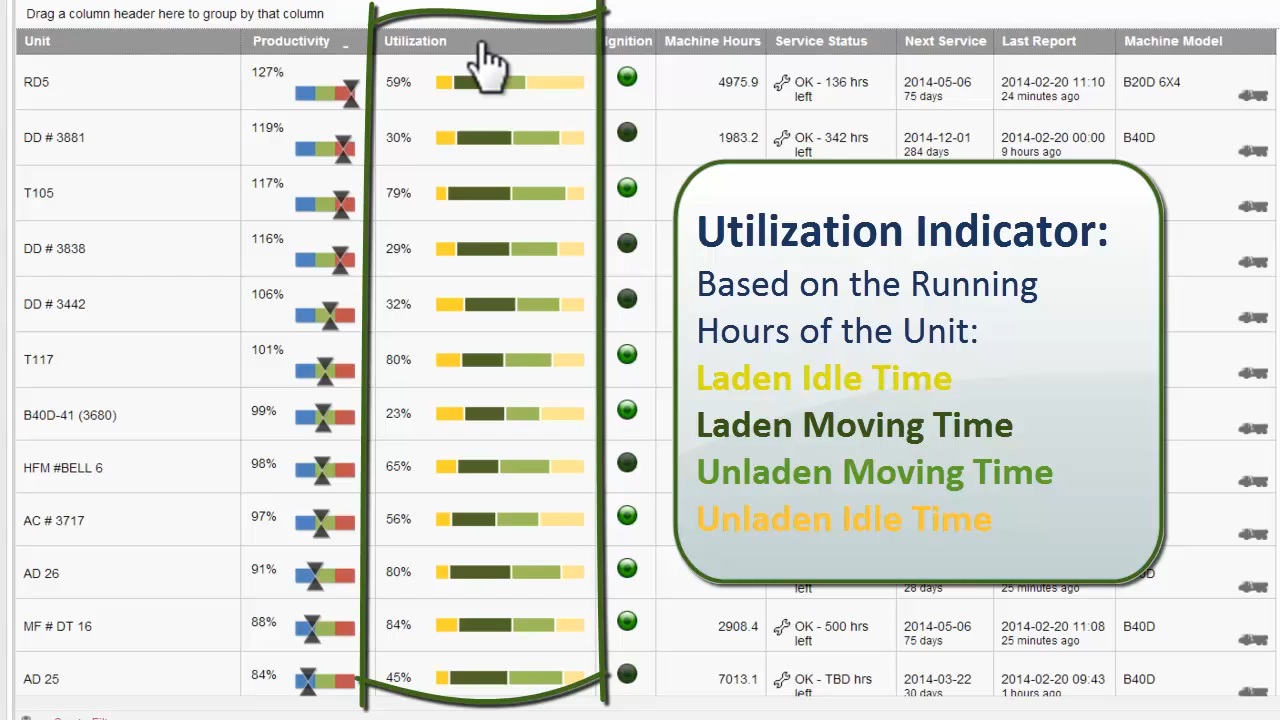 Drag a column header here to group by that column
Unit Productivity Utilization Ignition Machine Hours Service Status Next Service Last Report Machine Model
RD5 127% 59% 4975.9 OK - 136 hrs left 2014-05-06 75 days 2014-02-20 11:10 24 minutes ago B20D 6X4
DD # 3881 119% 30% 1983.2 OK - 342 hrs left 2014-12-01 284 days 2014-02-20 00:00 9 hours ago B40D
T105 117% 79%
DD # 3838 116% 29%
DD # 3442 106% 32%
T117 101% 80%
B40D-41 (3680) 99% 23%
HFM #BELL 6 98% 65%
AC # 3717 97% 56%
AD 26 91% 80% left 28 days 25 minutes ago
MF # DT 16 88% 84% 2908.4 OK - 500 hrs left 2014-05-06 75 days 2014-02-20 11:08 25 minutes ago B40D
AD 25 84% 45% 7013.1 OK - TBD hrs left 2014-03-22 30 days 2014-02-20 09:43 1 hours ago B40D
Utilization Indicator:
Based on the Running
Hours of the Unit:
Laden Idle Time
Laden Moving Time
Unladen Moving Time
Unladen Idle Time